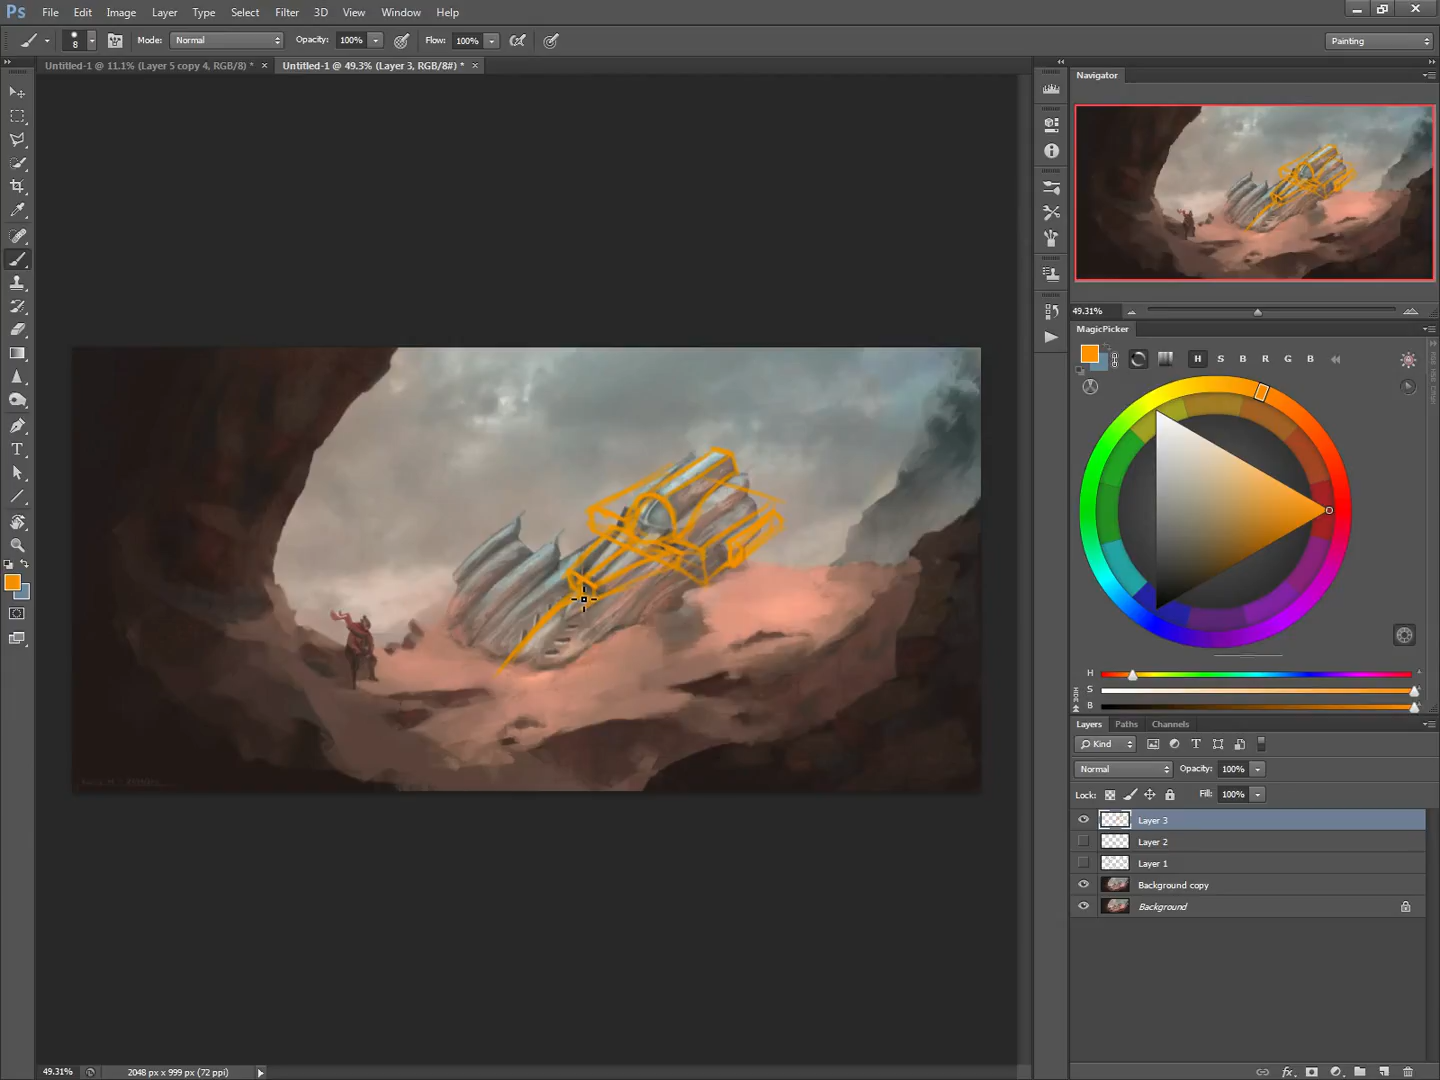 Ps File Edit Image Layer Type Select Filter 3D View Window Help
8 Mode: Normal Opacity: 100% Flow: 100% Painting
Untitled-1 @ 11.1% (Layer 5 copy 4, RGB/8) * × Untitled-1 @ 49.3% (Layer 3, RGB/8#) * ×
Navigator
49.31%
MagicPicker
H S B R G B
H
S
B
Layers Paths Channels
Kind
Normal Opacity: 100%
Lock: Fill: 100%
Layer 3
Layer 2
Layer 1
Background copy
Background
49.31% 2048 px x 999 px (72 ppi)